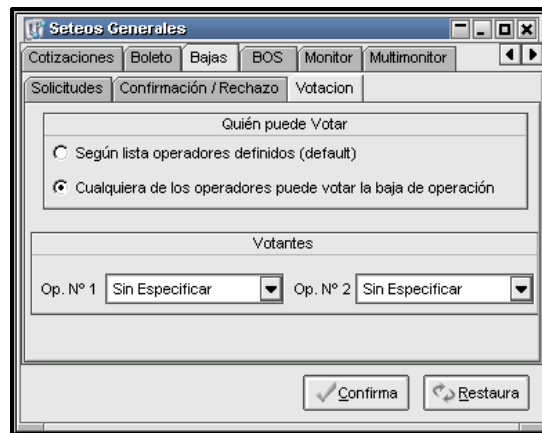 Seteos Generales
Cotizaciones Boleto Bajas BOS Monitor Multimonitor
Solicitudes Confirmación / Rechazo Votacion
Quién puede Votar
Según lista operadores definidos (default)
Cualquiera de los operadores puede votar la baja de operación
Votantes
Op. Nº 1 Sin Especificar Op. Nº 2 Sin Especificar
Confirma Restaura